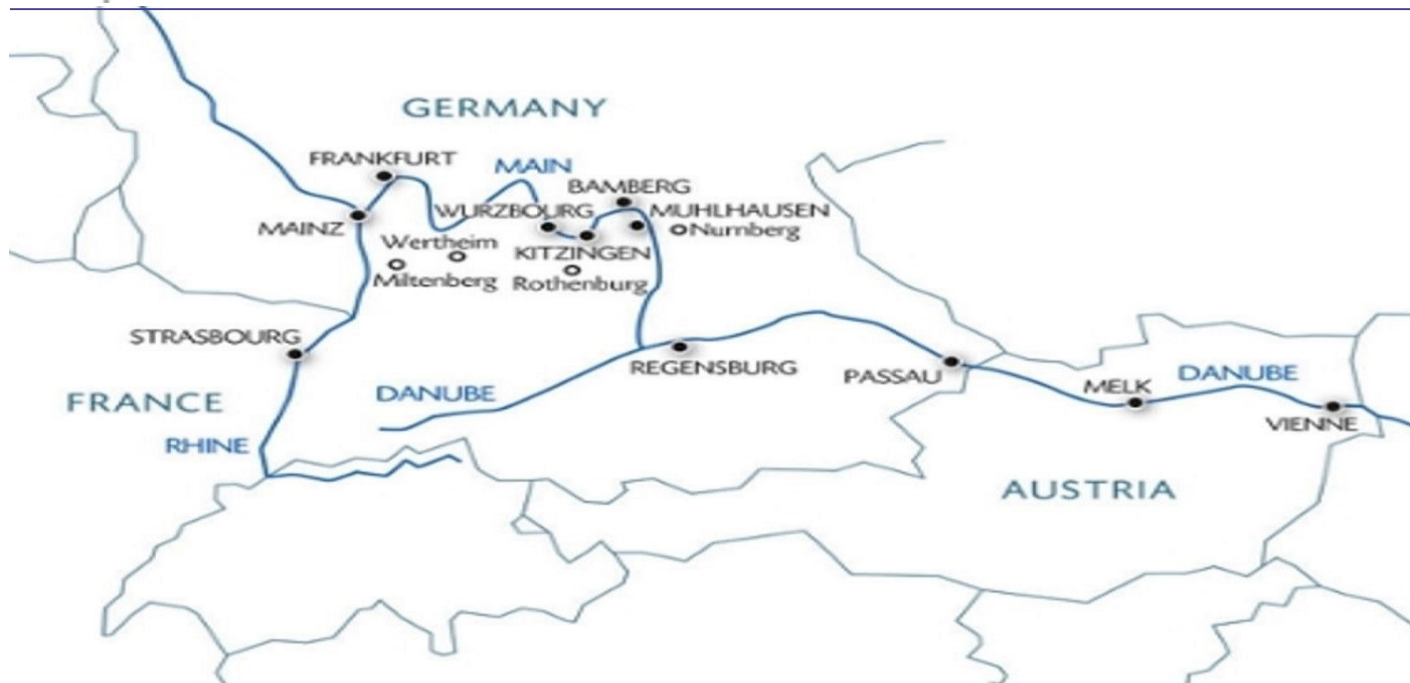 GERMANY
FRANKFURT
MAIN
BAMBERG
WURZBOURG
MUHLHAUSEN
MAINZ
Nurnberg
Wertheim
KITZINGEN
Miltenberg
Rothenburg
STRASBOURG
REGENSBURG
PASSAU
DANUBE
MELK
DANUBE
FRANCE
VIENNE
RHINE
AUSTRIA